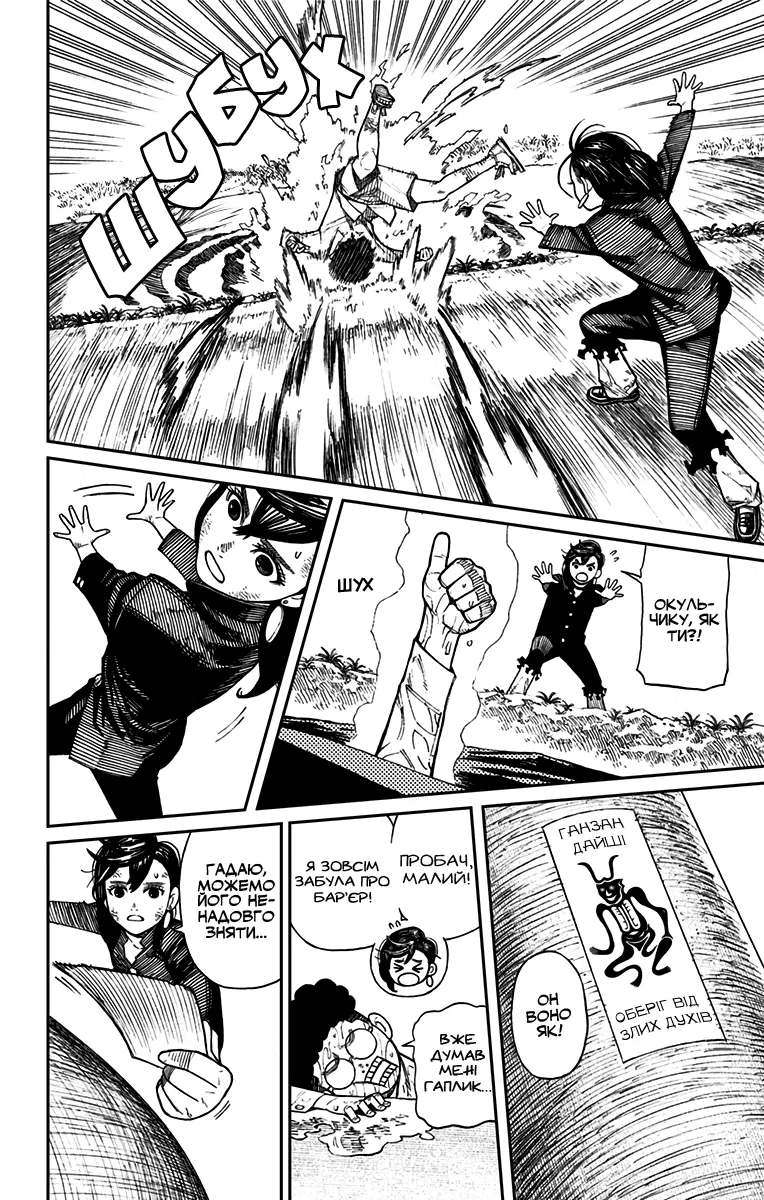 ШУБУХ
ОКУЛЬ-
ЧИКУ, ЯК
ТИ?!
ШУХ
ГАНЗАН
ДАЙШІ
ОБЕРІГ ВІД
ЗЛИХ ДУХІВ
ОН
ВОНО
ЯК!
ПРОБАЧ,
МАЛИЙ!
Я ЗОВСІМ
ЗАБУЛА ПРО
БАР'ЄР!
ВЖЕ
ДУМАВ
МЕНІ
ГАПЛИК...
ГАДАЮ,
МОЖЕМО
ЙОГО НЕ-
НАДОВГО
ЗНЯТИ...